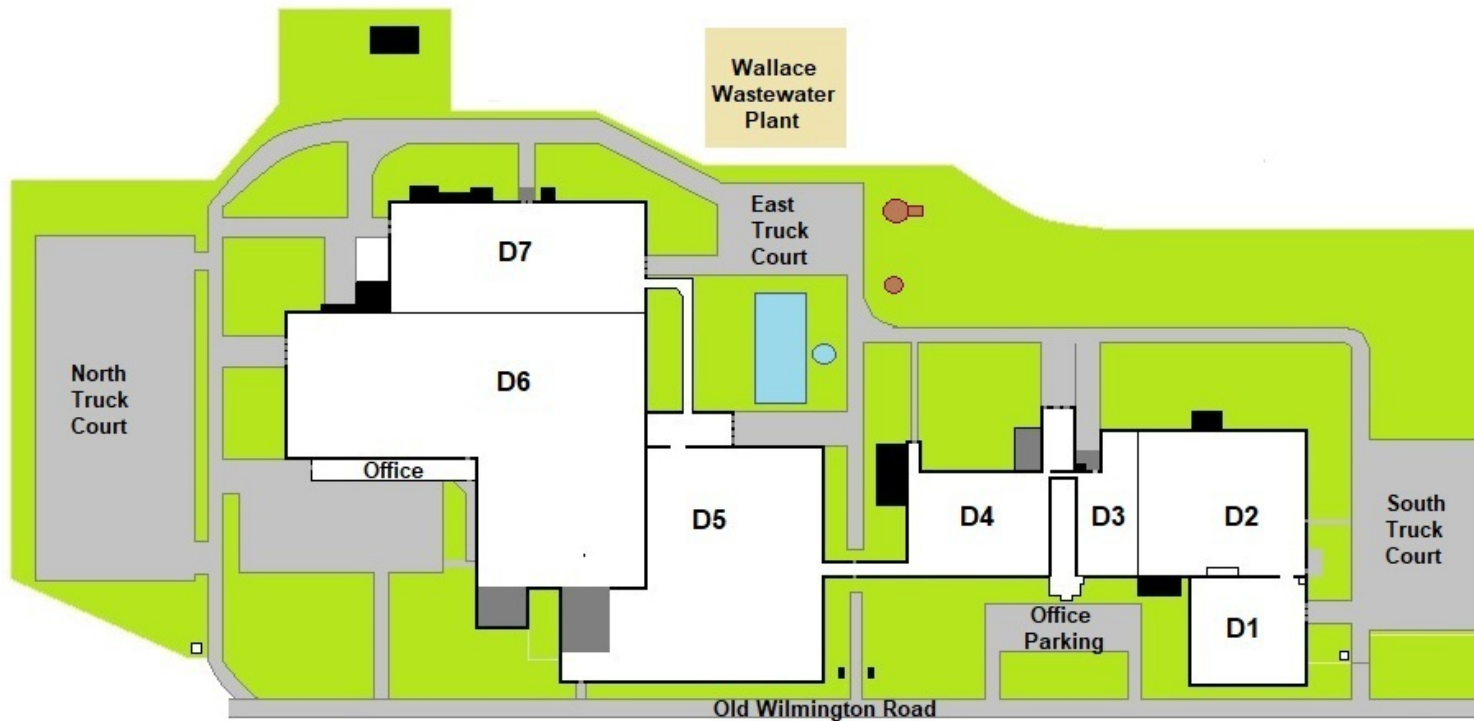 Wallace
Wastewater
Plant
East
Truck
Court
D7
North
Truck
Court
D6
Office
D5
D4
D3
D2
South
Truck
Court
Office
Parking
D1
Old Wilmington Road